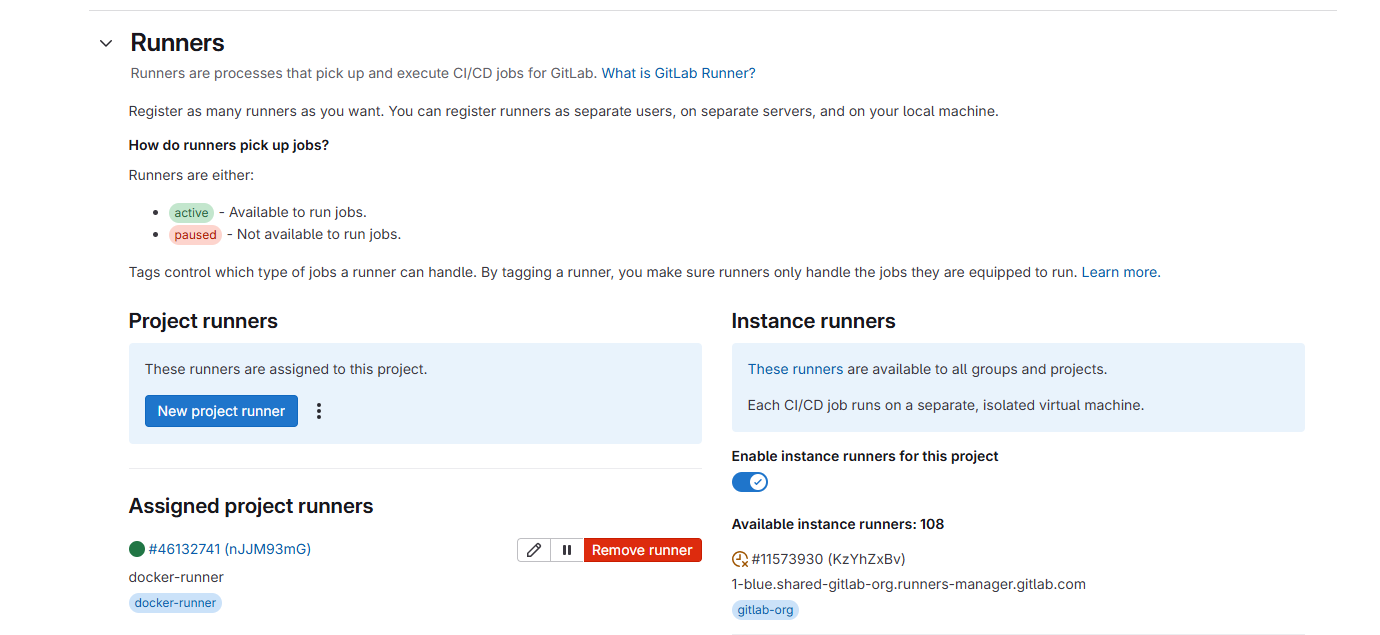 Runners
Runners are processes that pick up and execute CI/CD jobs for GitLab. What is GitLab Runner?
Register as many runners as you want. You can register runners as separate users, on separate servers, and on your local machine.
How do runners pick up jobs?
Runners are either:
active - Available to run jobs.
paused - Not available to run jobs.
Tags control which type of jobs a runner can handle. By tagging a runner, you make sure runners only handle the jobs they are equipped to run. Learn more.
Project runners
These runners are assigned to this project.
New project runner
Assigned project runners
#46132741 (nJJM93mG)
Remove runner
docker-runner
docker-runner
Instance runners
These runners are available to all groups and projects.
Each CI/CD job runs on a separate, isolated virtual machine.
Enable instance runners for this project
Available instance runners: 108
#11573930 (KzYhZxBv)
1-blue.shared-gitlab-org.runners-manager.gitlab.com
gitlab-org